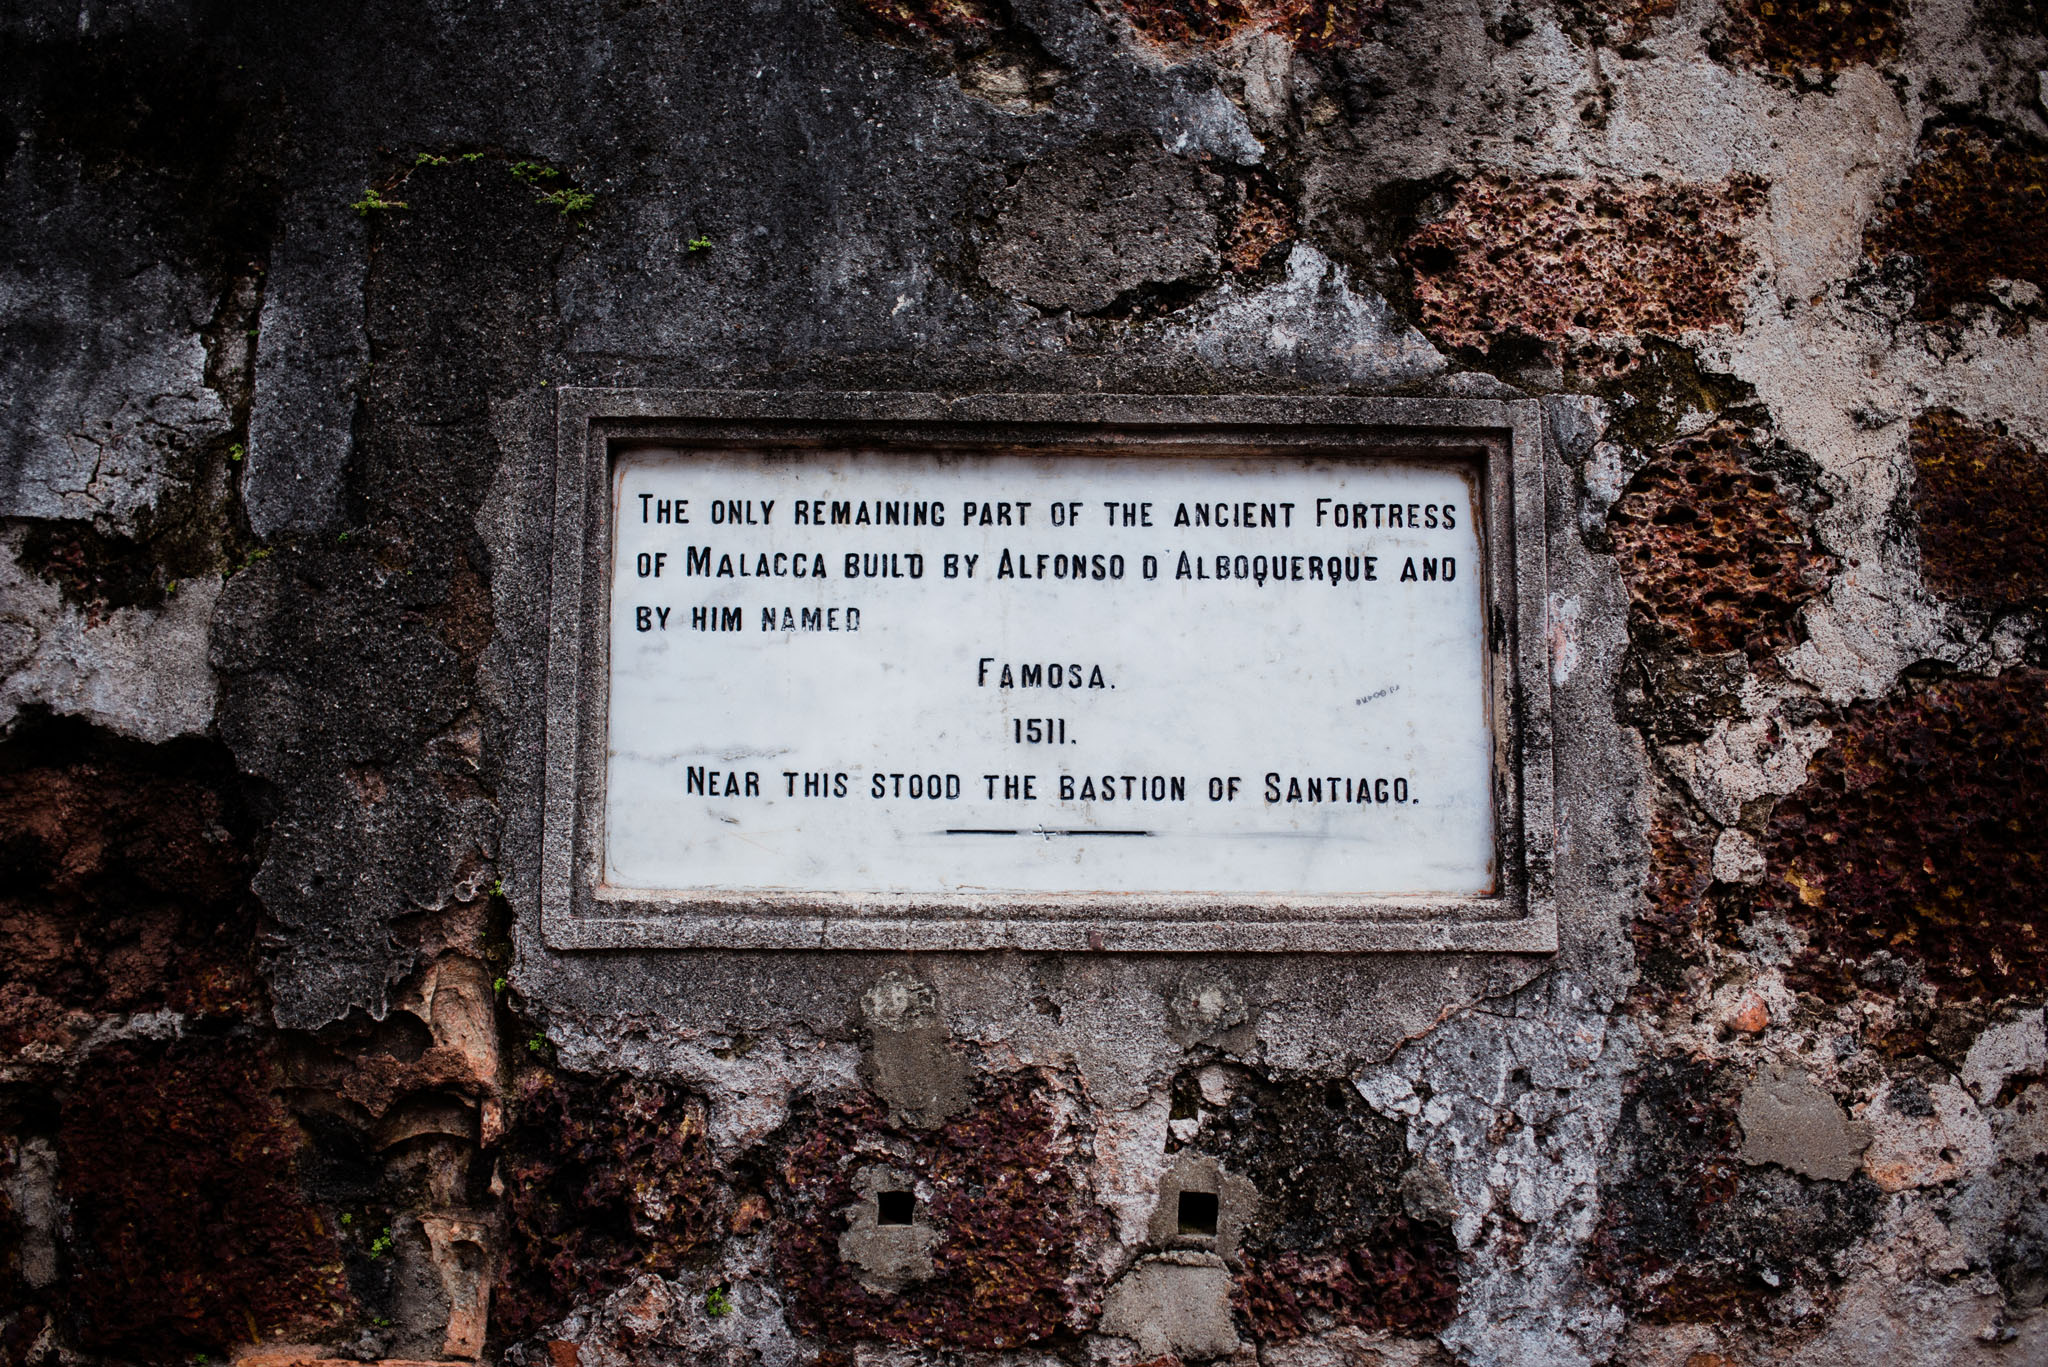 THE ONLY REMAINING PART OF THE ANCIENT FORTRESS
OF MALACCA BUILD BY ALFONSO D ALBOQUERQUE AND
BY HIM NAMED
FAMOSA.
1511.
NEAR THIS STOOD THE BASTION OF SANTIAGO.